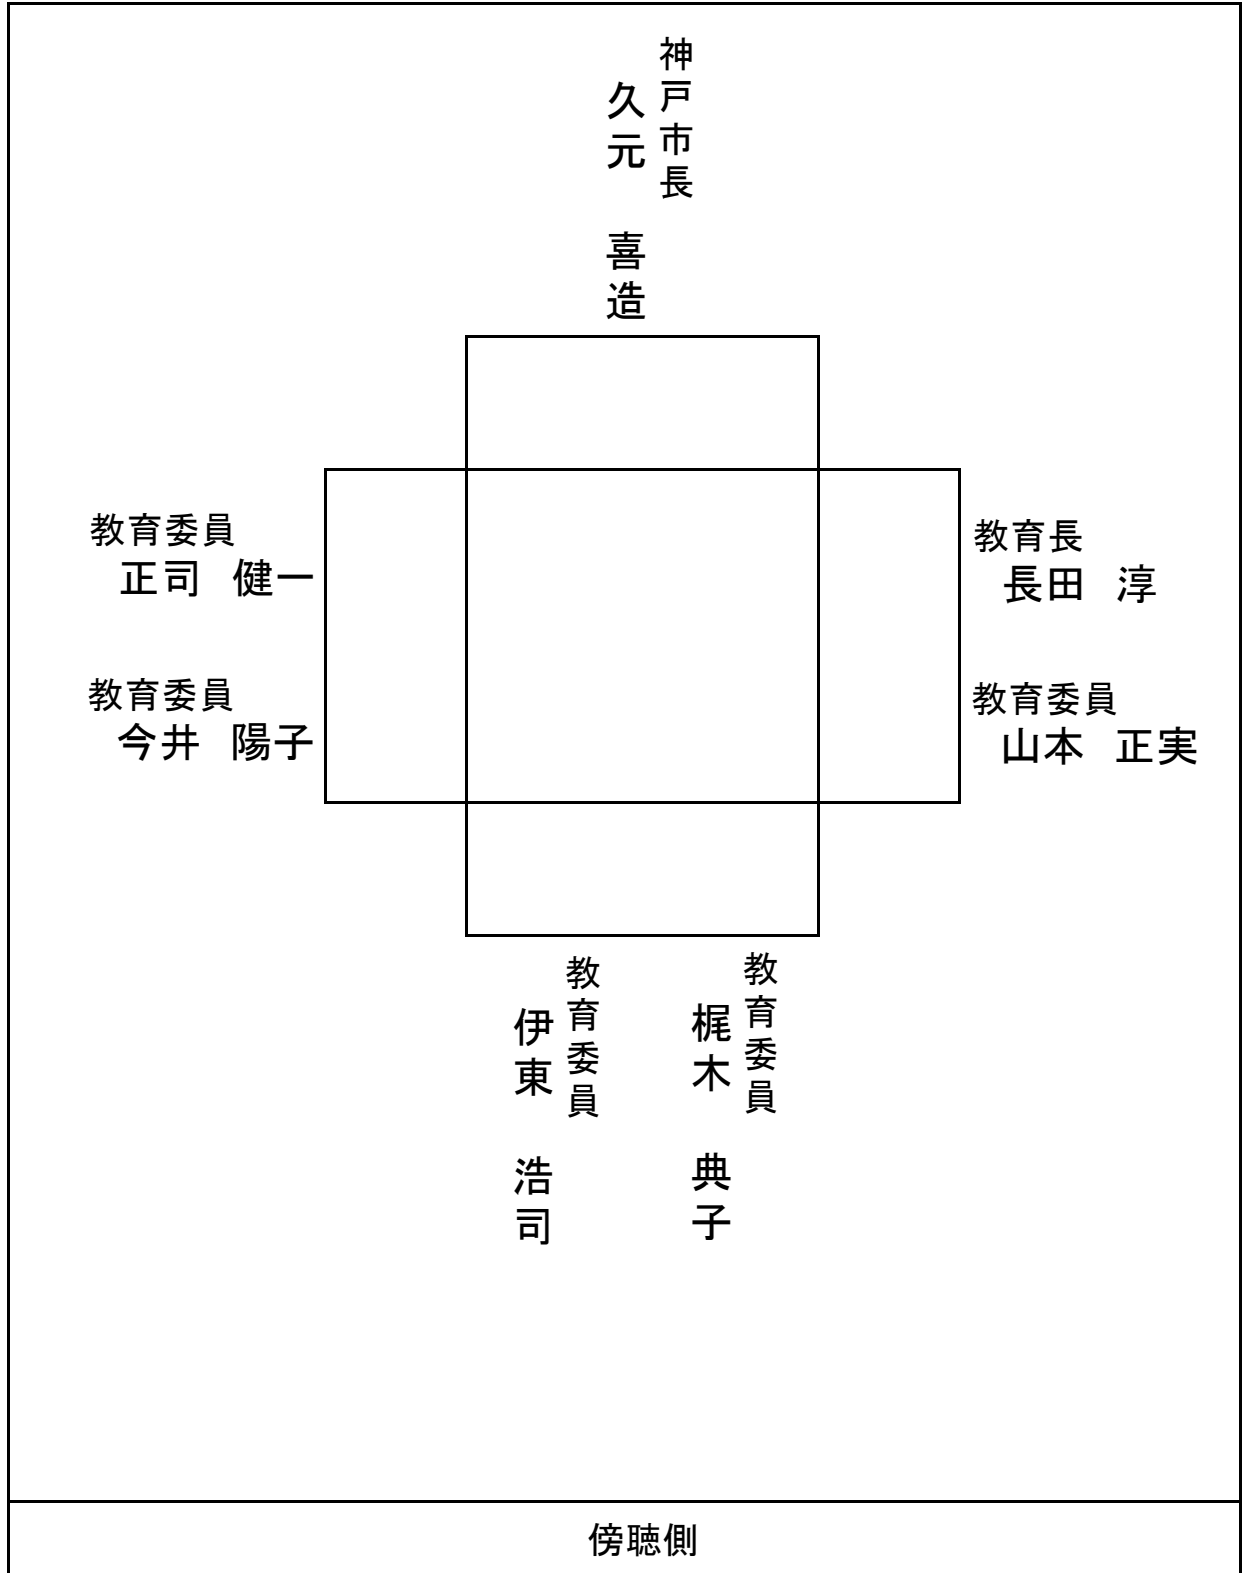 神戸市長
久元　喜造
教育委員
正司　健一
教育長
長田　淳
教育委員
今井　陽子
教育委員
山本　正実
教育委員
梶木　典子
教育委員
伊東　浩司
傍聴側